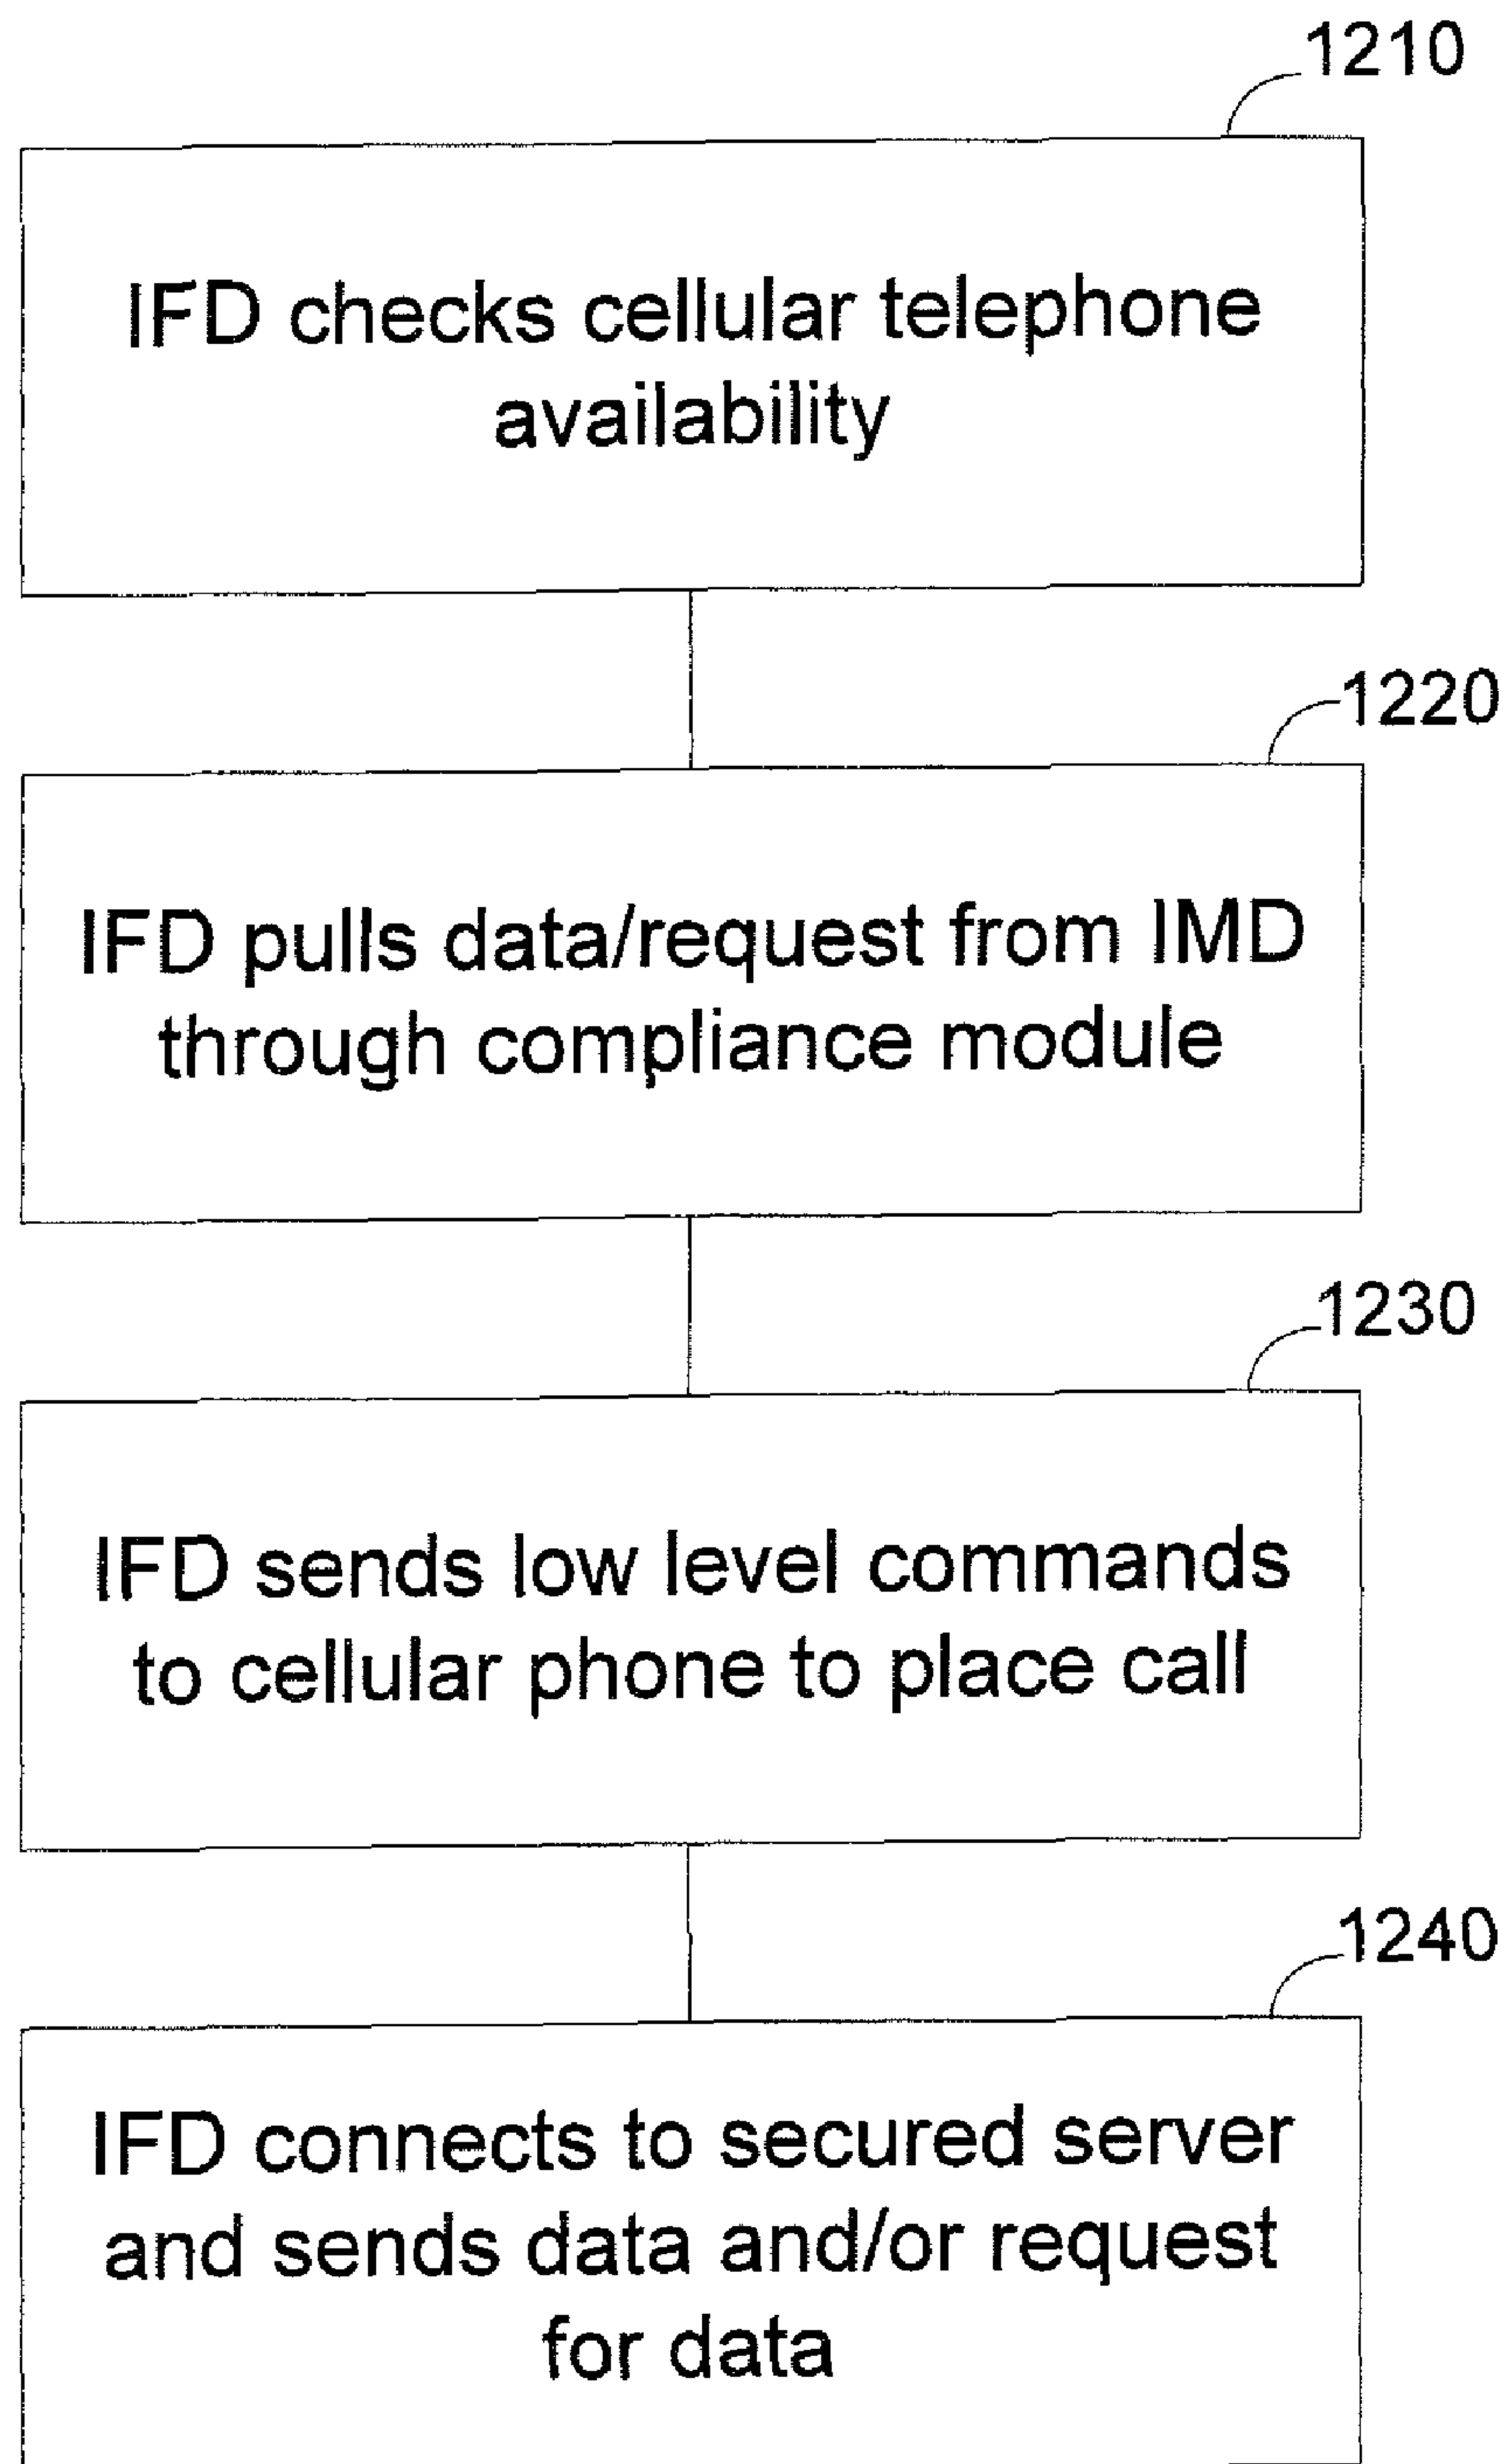 1210
IFD checks cellular telephone
availability
1220
IFD pulls data/request from IMD
through compliance module
1230
IFD sends low level commands
to cellular phone to place call
1240
IFD connects to secured server
and sends data and/or request
for data